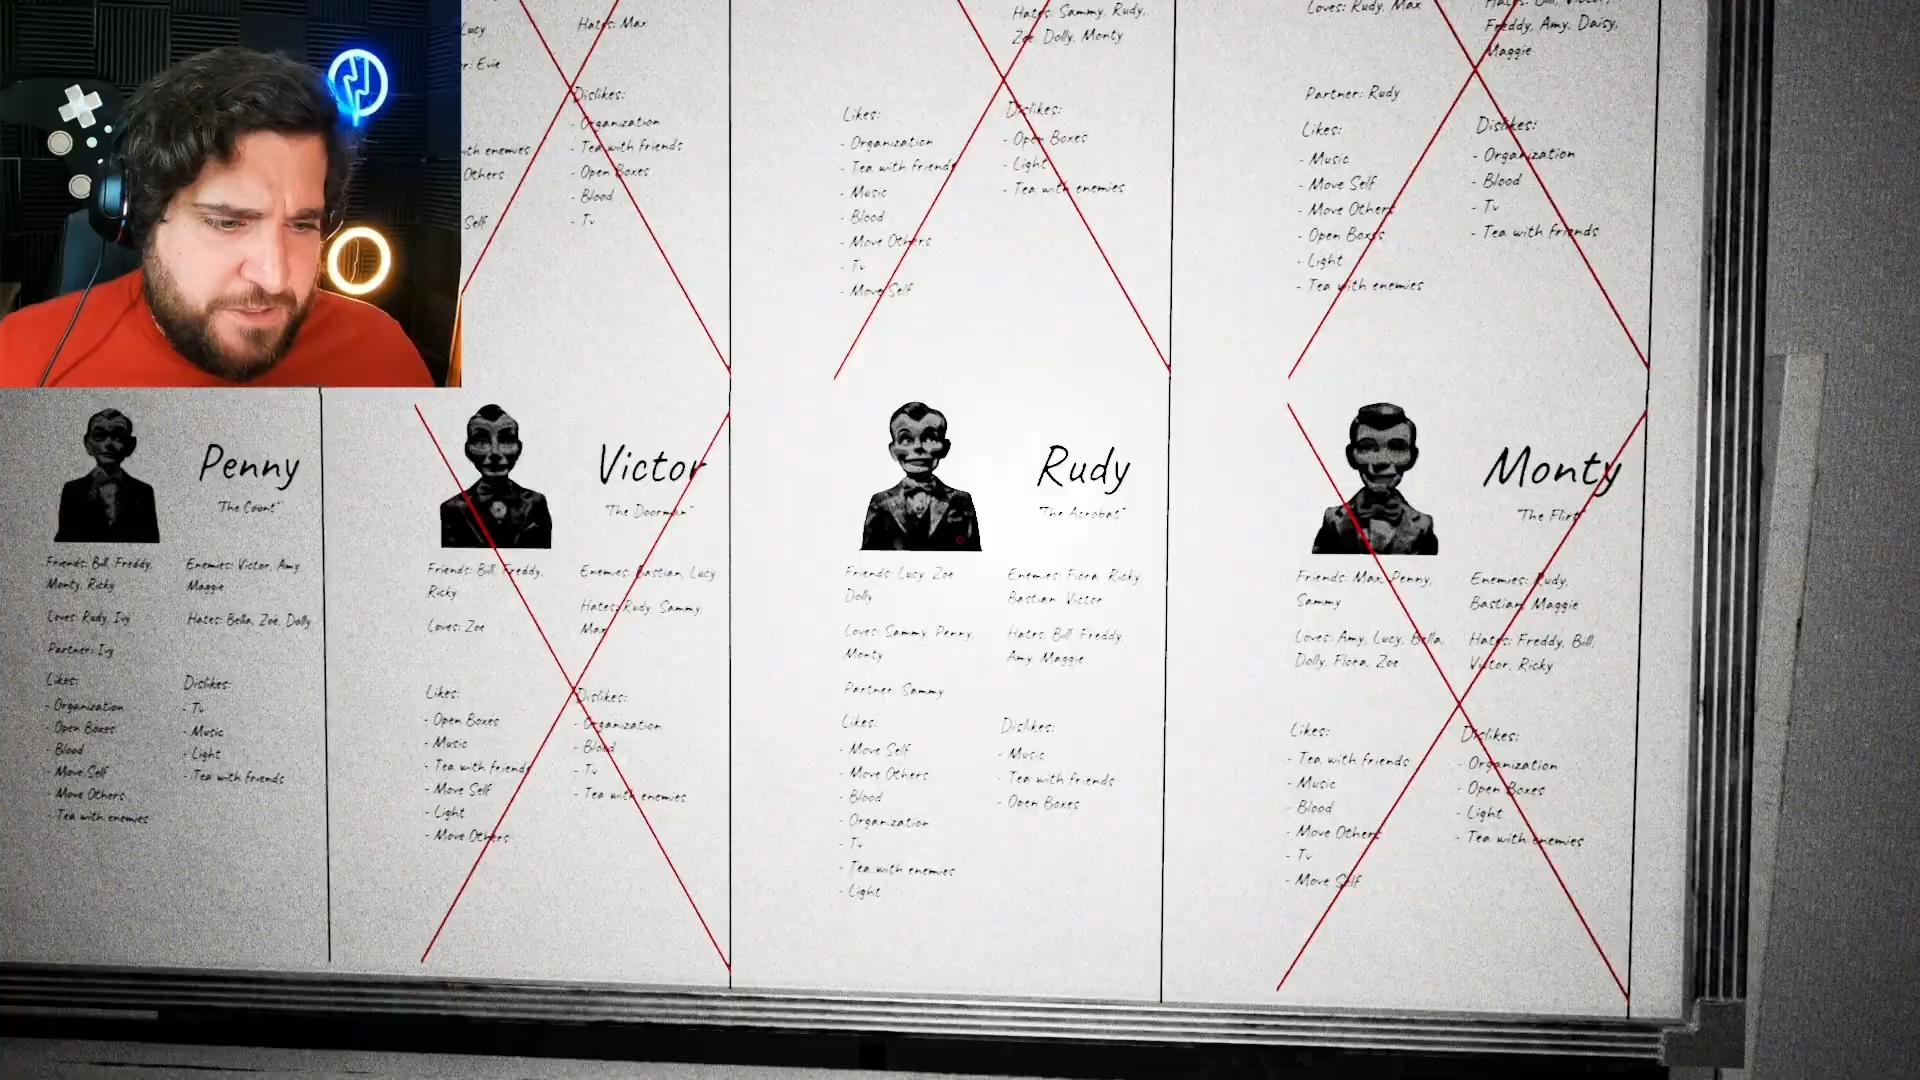 Lucy
Hates: Max
r: Evie
Dislikes:
- Organization
- Tea with friends
- Open Boxes
- Blood
- Tv
ith enemies
Others
Self
Hates: Sammy, Rudy,
Zoe, Dolly, Monty
Likes:
- Organization
- Tea with friends
- Music
- Blood
- Move Others
- Tv
- Move Self
Dislikes:
- Open Boxes
- Light
- Tea with enemies
Loves: Rudy, Max
Hates: Bill, Victor,
Freddy, Amy, Daisy,
Maggie
Partner: Rudy
Likes:
- Music
- Move Self
- Move Others
- Open Boxes
- Light
- Tea with enemies
Dislikes:
- Organization
- Blood
- Tv
- Tea with friends
Penny
"The Count"
Friends: Bill, Freddy,
Monty, Ricky
Loves: Rudy, Ivy
Partner: Ivy
Enemies: Victor, Amy
Maggie
Hates: Bella, Zoe, Dolly
Likes:
- Organization
- Open Boxes
- Blood
- Move Self
- Move Others
- Tea with enemies
Dislikes:
- Tv
- Music
- Light
- Tea with friends
Victor
"The Doorman"
Friends: Bill, Freddy,
Ricky
Loves: Zoe
Enemies: Bastian, Lucy
Hates: Rudy, Sammy,
Max
Likes:
- Open Boxes
- Music
- Tea with friends
- Move Self
- Light
- Move Others
Dislikes:
- Organization
- Blood
- Tv
- Tea with enemies
Rudy
"The Acrobat"
Friends: Lucy, Zoe
Dolly
Loves: Sammy, Penny,
Monty
Partner: Sammy
Enemies: Flora, Ricky
Bastian, Victor
Hates: Bill, Freddy,
Amy, Maggie
Likes:
- Move Self
- Move Others
- Blood
- Organization
- Tv
- Tea with enemies
- Light
Dislikes:
- Music
- Tea with friends
- Open Boxes
Monty
"The Flirt"
Friends: Max, Penny,
Sammy
Loves: Amy, Lucy, Bella,
Dolly, Flora, Zoe
Enemies: Rudy,
Bastian, Maggie
Hates: Freddy, Bill,
Victor, Ricky
Likes:
- Tea with friends
- Music
- Blood
- Move Others
- Tv
- Move Self
Dislikes:
- Organization
- Open Boxes
- Light
- Tea with enemies